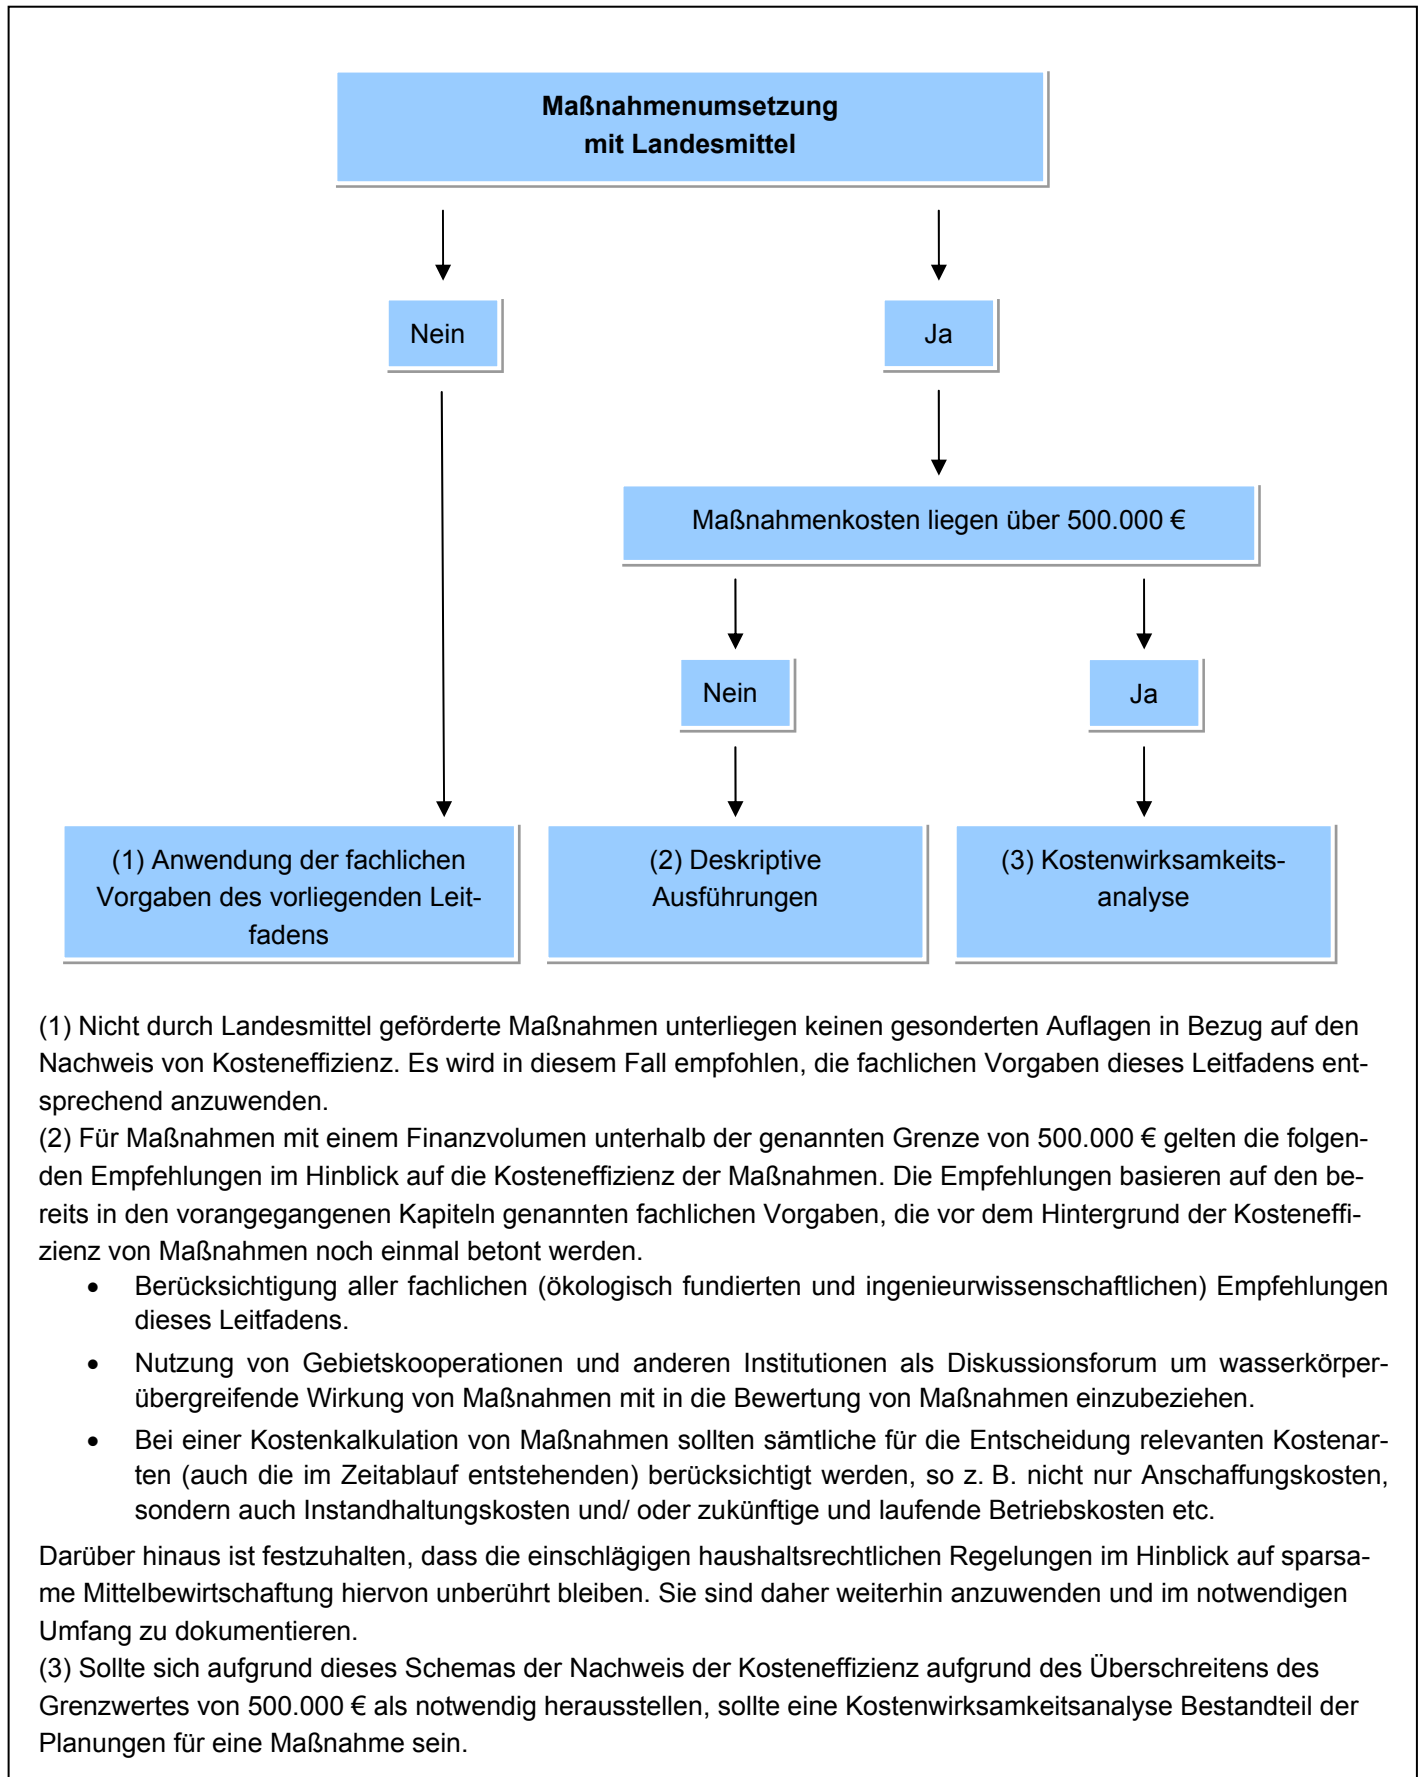 Maßnahmenumsetzung
mit Landesmittel
Nein
Ja
Maßnahmenkosten liegen über 500.000 €
Nein
Ja
(1) Anwendung der fachlichen
Vorgaben des vorliegenden Leit-
fadens
(2) Deskriptive
Ausführungen
(3) Kostenwirksamkeits-
analyse
(1) Nicht durch Landesmittel geförderte Maßnahmen unterliegen keinen gesonderten Auflagen in Bezug auf den
Nachweis von Kosteneffizienz. Es wird in diesem Fall empfohlen, die fachlichen Vorgaben dieses Leitfadens ent-
sprechend anzuwenden.
(2) Für Maßnahmen mit einem Finanzvolumen unterhalb der genannten Grenze von 500.000 € gelten die folgen-
den Empfehlungen im Hinblick auf die Kosteneffizienz der Maßnahmen. Die Empfehlungen basieren auf den be-
reits in den vorangegangenen Kapiteln genannten fachlichen Vorgaben, die vor dem Hintergrund der Kosteneffi-
zienz von Maßnahmen noch einmal betont werden.
• Berücksichtigung aller fachlichen (ökologisch fundierten und ingenieurwissenschaftlichen) Empfehlungen
dieses Leitfadens.
• Nutzung von Gebietskooperationen und anderen Institutionen als Diskussionsforum um wasserkörper-
übergreifende Wirkung von Maßnahmen mit in die Bewertung von Maßnahmen einzubeziehen.
• Bei einer Kostenkalkulation von Maßnahmen sollten sämtliche für die Entscheidung relevanten Kostenar-
ten (auch die im Zeitablauf entstehenden) berücksichtigt werden, so z. B. nicht nur Anschaffungskosten,
sondern auch Instandhaltungskosten und/ oder zukünftige und laufende Betriebskosten etc.
Darüber hinaus ist festzuhalten, dass die einschlägigen haushaltsrechtlichen Regelungen im Hinblick auf sparsa-
me Mittelbewirtschaftung hiervon unberührt bleiben. Sie sind daher weiterhin anzuwenden und im notwendigen
Umfang zu dokumentieren.
(3) Sollte sich aufgrund dieses Schemas der Nachweis der Kosteneffizienz aufgrund des Überschreitens des
Grenzwertes von 500.000 € als notwendig herausstellen, sollte eine Kostenwirksamkeitsanalyse Bestandteil der
Planungen für eine Maßnahme sein.